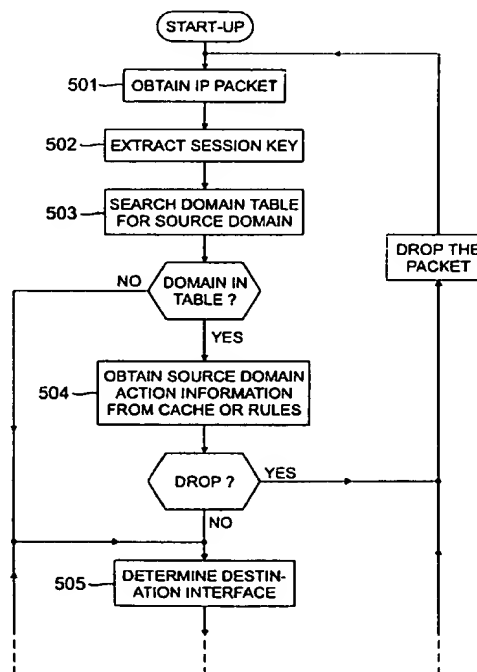 START-UP
501
OBTAIN IP PACKET
502
EXTRACT SESSION KEY
503
SEARCH DOMAIN TABLE
FOR SOURCE DOMAIN
DROP THE
PACKET
NO
DOMAIN IN
TABLE ?
YES
504
OBTAIN SOURCE DOMAIN
ACTION INFORMATION
FROM CACHE OR RULES
DROP ?
YES
NO
505
DETERMINE DESTIN-
ATION INTERFACE